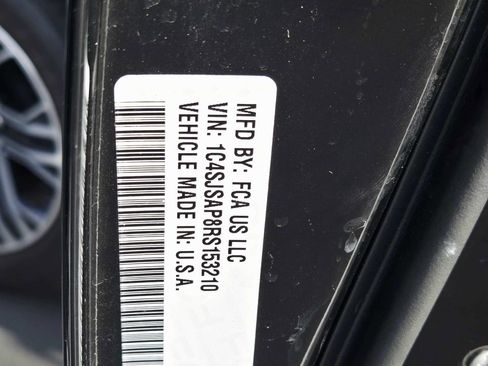 MFD BY: FCA US LLC
VIN: 1C4SJSAP8RS153210
VEHICLE MADE IN: U.S.A.